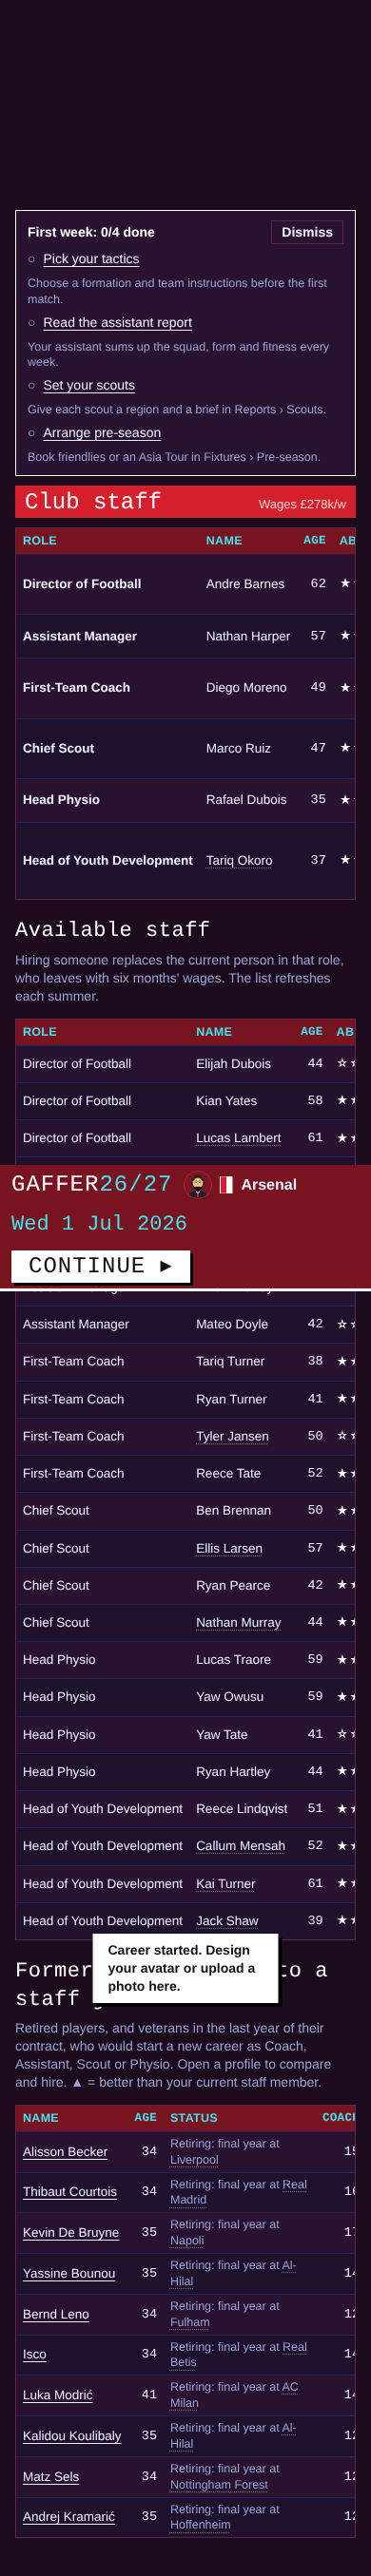 First week: 0/4 done
Dismiss
○ Pick your tactics
Choose a formation and team instructions before the first
match.
○ Read the assistant report
Your assistant sums up the squad, form and fitness every
week.
○ Set your scouts
Give each scout a region and a brief in Reports › Scouts.
○ Arrange pre-season
Book friendlies or an Asia Tour in Fixtures › Pre-season.
Club staff Wages £278k/w
ROLE NAME AGE AB
Director of Football Andre Barnes 62 ★
Assistant Manager Nathan Harper 57 ★
First-Team Coach Diego Moreno 49 ★
Chief Scout Marco Ruiz 47 ★
Head Physio Rafael Dubois 35 ★
Head of Youth Development Tariq Okoro 37 ★
Available staff
Hiring someone replaces the current person in that role,
who leaves with six months' wages. The list refreshes
each summer.
ROLE NAME AGE AB
Director of Football Elijah Dubois 44 ☆
Director of Football Kian Yates 58 ★
Director of Football Lucas Lambert 61 ★
GAFFER26/27 Arsenal
Wed 1 Jul 2026
CONTINUE ►
Assistant Manager Mateo Doyle 42 ☆
First-Team Coach Tariq Turner 38 ★
First-Team Coach Ryan Turner 41 ★
First-Team Coach Tyler Jansen 50 ☆
First-Team Coach Reece Tate 52 ★
Chief Scout Ben Brennan 50 ★
Chief Scout Ellis Larsen 57 ★
Chief Scout Ryan Pearce 42 ★
Chief Scout Nathan Murray 44 ★
Head Physio Lucas Traore 59 ★
Head Physio Yaw Owusu 59 ★
Head Physio Yaw Tate 41 ☆
Head Physio Ryan Hartley 44 ★
Head of Youth Development Reece Lindqvist 51 ★
Head of Youth Development Callum Mensah 52 ★
Head of Youth Development Kai Turner 61 ★
Head of Youth Development Jack Shaw 39 ★
Career started. Design
your avatar or upload a
photo here.
Former to a
staff
Retired players, and veterans in the last year of their
contract, who would start a new career as Coach,
Assistant, Scout or Physio. Open a profile to compare
and hire. ▲ = better than your current staff member.
NAME AGE STATUS COACH
Alisson Becker 34 Retiring: final year at
Liverpool
Thibaut Courtois 34 Retiring: final year at Real
Madrid
Kevin De Bruyne 35 Retiring: final year at
Napoli
Yassine Bounou 35 Retiring: final year at Al-
Hilal
Bernd Leno 34 Retiring: final year at
Fulham
Isco 34 Retiring: final year at Real
Betis
Luka Modrić 41 Retiring: final year at AC
Milan
Kalidou Koulibaly 35 Retiring: final year at Al-
Hilal
Matz Sels 34 Retiring: final year at
Nottingham Forest
Andrej Kramarić 35 Retiring: final year at
Hoffenheim